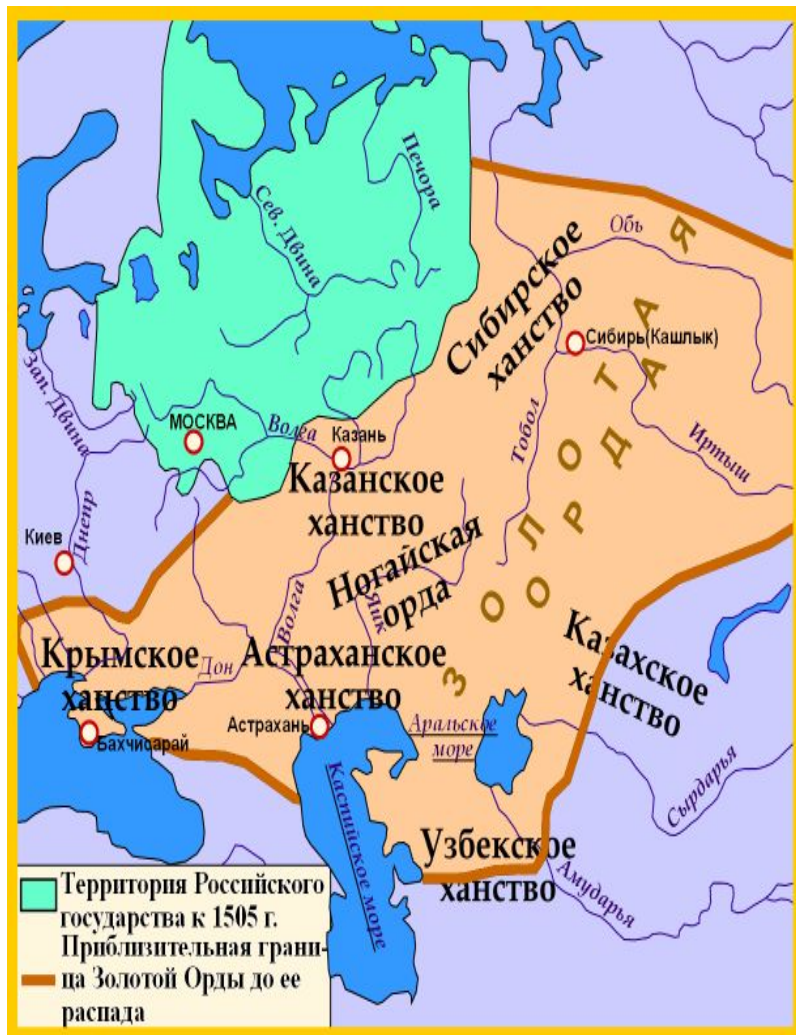 Печора
Сев. Двина
Обь
Сибирское
ханство
Сибирь(Кашлык)
Зап. Двина
МОСКВА
Волга
Казань
Тобол
Иртыш
Казанское
ханство
Киев
Днепр
Ногайская
орда
Яик
Волга
ЗОЛОТАЯ
ОРДА
Казахское
ханство
Крымское
ханство
Дон
Астраханское
ханство
Астрахань
Бахчисарай
Аральское
море
Каспийское море
Сырдарья
Узбекское
ханство
Амударья
Территория Российского
государства к 1505 г.
Приблизительная грани-
ца Золотой Орды до ее
распада